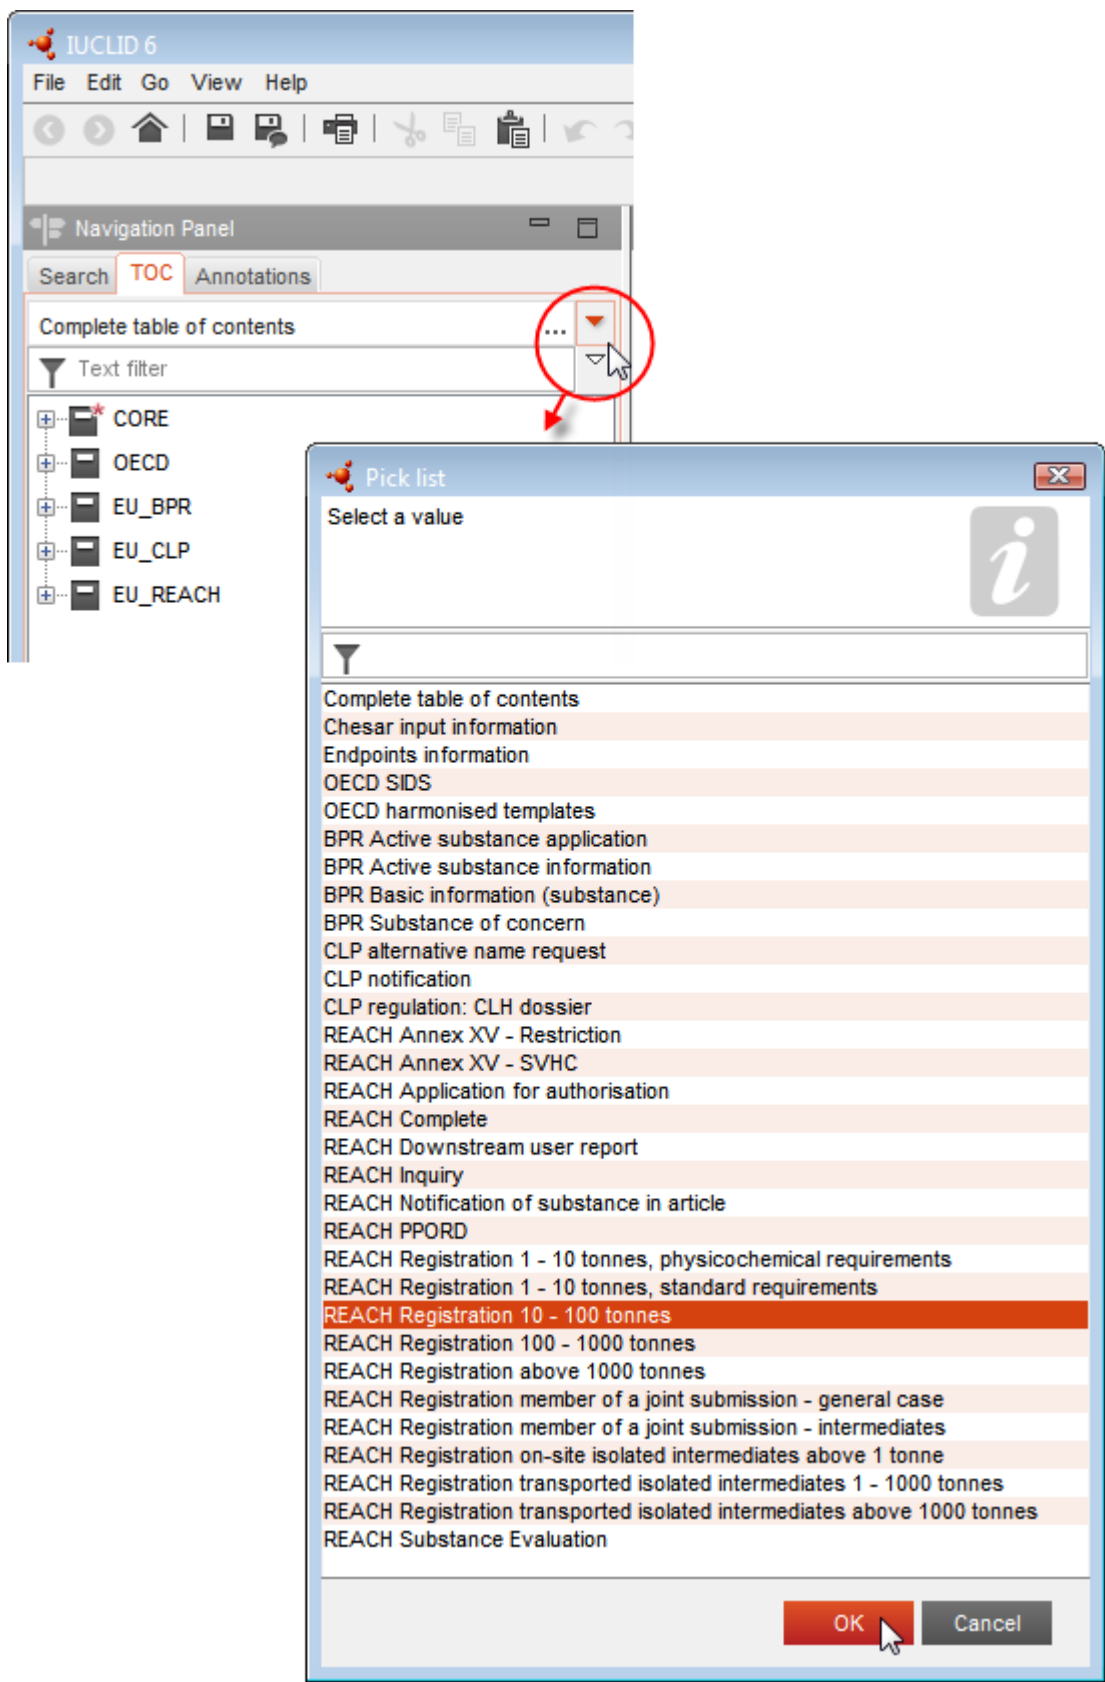 IUCLID 6
File Edit Go View Help
Navigation Panel
Search TOC Annotations
Complete table of contents ...
Text filter
CORE
OECD
EU_BPR
EU_CLP
EU_REACH
Pick list
Select a value
Complete table of contents
Chesar input information
Endpoints information
OECD SIDS
OECD harmonised templates
BPR Active substance application
BPR Active substance information
BPR Basic information (substance)
BPR Substance of concern
CLP alternative name request
CLP notification
CLP regulation: CLH dossier
REACH Annex XV - Restriction
REACH Annex XV - SVHC
REACH Application for authorisation
REACH Complete
REACH Downstream user report
REACH Inquiry
REACH Notification of substance in article
REACH PPORD
REACH Registration 1 - 10 tonnes, physicochemical requirements
REACH Registration 1 - 10 tonnes, standard requirements
REACH Registration 10 - 100 tonnes
REACH Registration 100 - 1000 tonnes
REACH Registration above 1000 tonnes
REACH Registration member of a joint submission - general case
REACH Registration member of a joint submission - intermediates
REACH Registration on-site isolated intermediates above 1 tonne
REACH Registration transported isolated intermediates 1 - 1000 tonnes
REACH Registration transported isolated intermediates above 1000 tonnes
REACH Substance Evaluation
OK Cancel